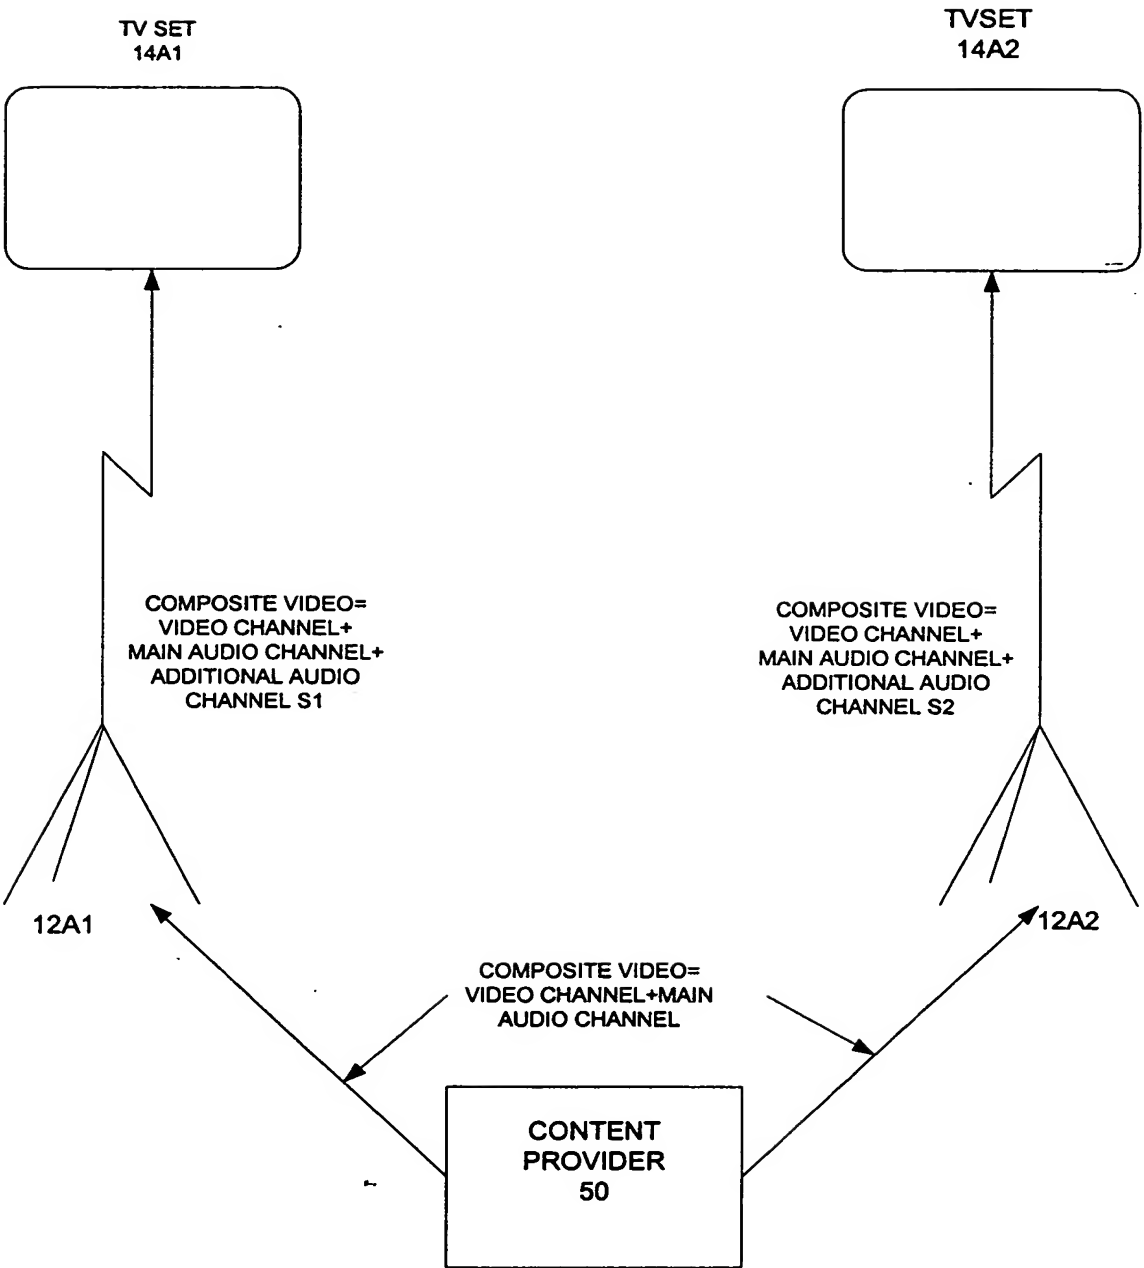 TV SET
14A1
TVSET
14A2
COMPOSITE VIDEO=
VIDEO CHANNEL+
MAIN AUDIO CHANNEL+
ADDITIONAL AUDIO
CHANNEL S1
COMPOSITE VIDEO=
VIDEO CHANNEL+
MAIN AUDIO CHANNEL+
ADDITIONAL AUDIO
CHANNEL S2
12A1
12A2
COMPOSITE VIDEO=
VIDEO CHANNEL+MAIN
AUDIO CHANNEL
CONTENT
PROVIDER
50